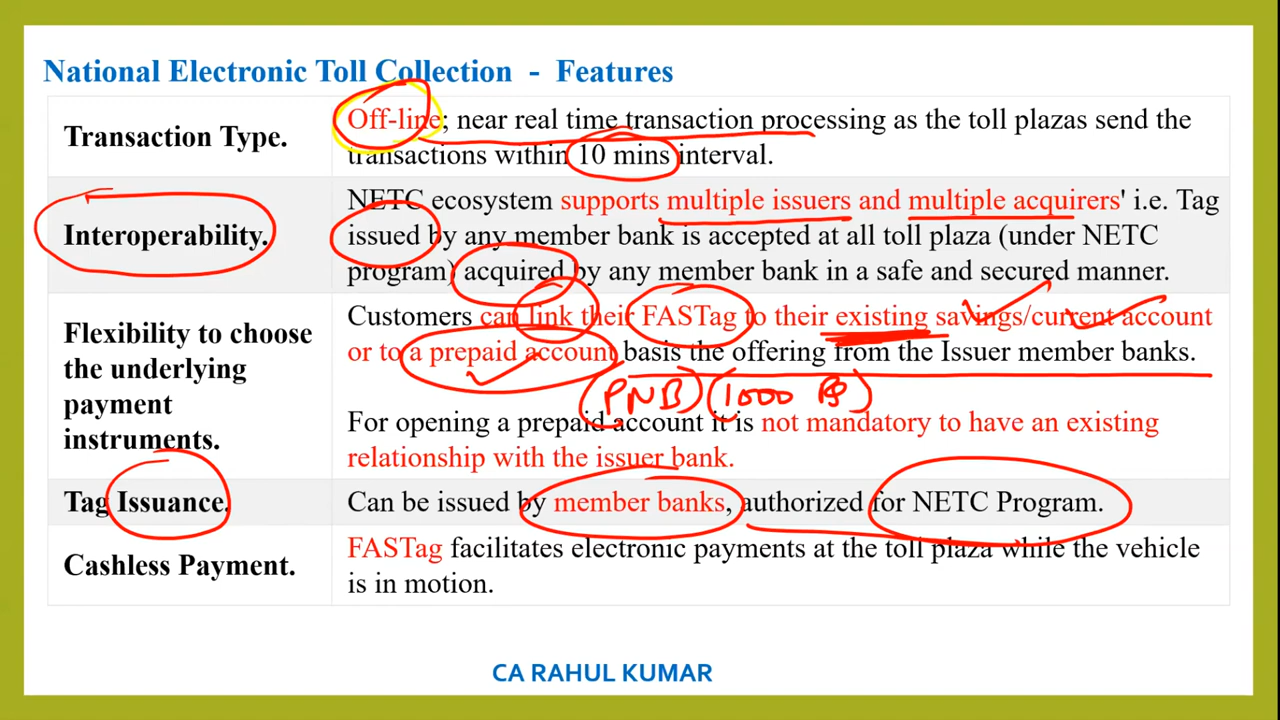 National Electronic Toll Collection - Features
Transaction Type.
Off-line; near real time transaction processing as the toll plazas send the
transactions within 10 mins interval.
Interoperability.
NETC ecosystem supports multiple issuers and multiple acquirers' i.e. Tag
issued by any member bank is accepted at all toll plaza (under NETC
program) acquired by any member bank in a safe and secured manner.
Flexibility to choose
the underlying
payment
instruments.
Customers can link their FASTag to their existing savings/current account
or to a prepaid account basis the offering from the Issuer member banks.
(PNB) (1000
For opening a prepaid account it is not mandatory to have an existing
relationship with the issuer bank.
Tag Issuance.
Can be issued by member banks, authorized for NETC Program.
Cashless Payment.
FASTag facilitates electronic payments at the toll plaza while the vehicle
is in motion.
CA RAHUL KUMAR